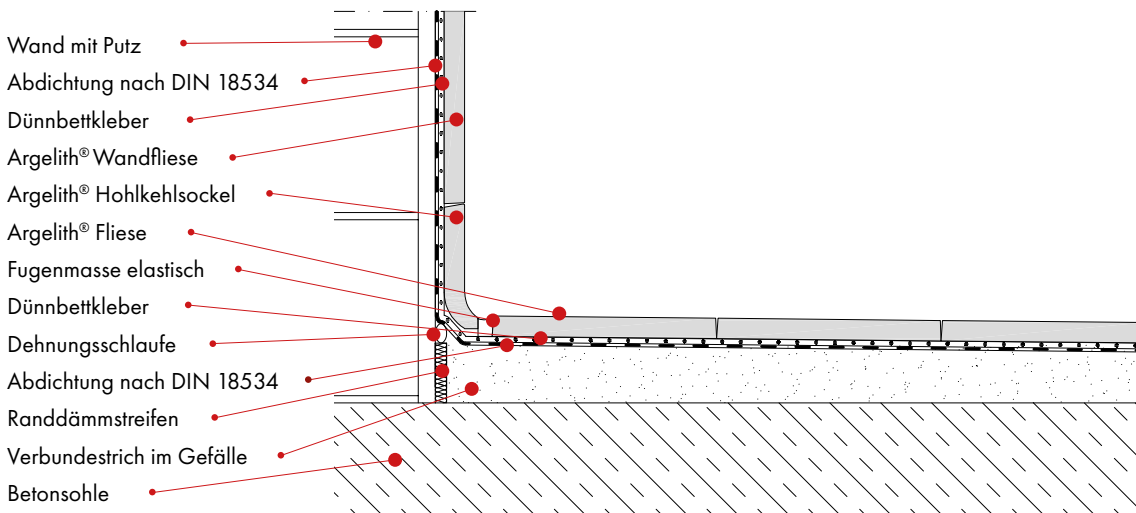 Wand mit Putz
Abdichtung nach DIN 18534
Dünnbettkleber
Argelith® Wandfliese
Argelith® Hohlkehlsockel
Argelith® Fliese
Fugenmasse elastisch
Dünnbettkleber
Dehnungsschlaufe
Abdichtung nach DIN 18534
Randdämmstreifen
Verbundestrich im Gefälle
Betonsohle